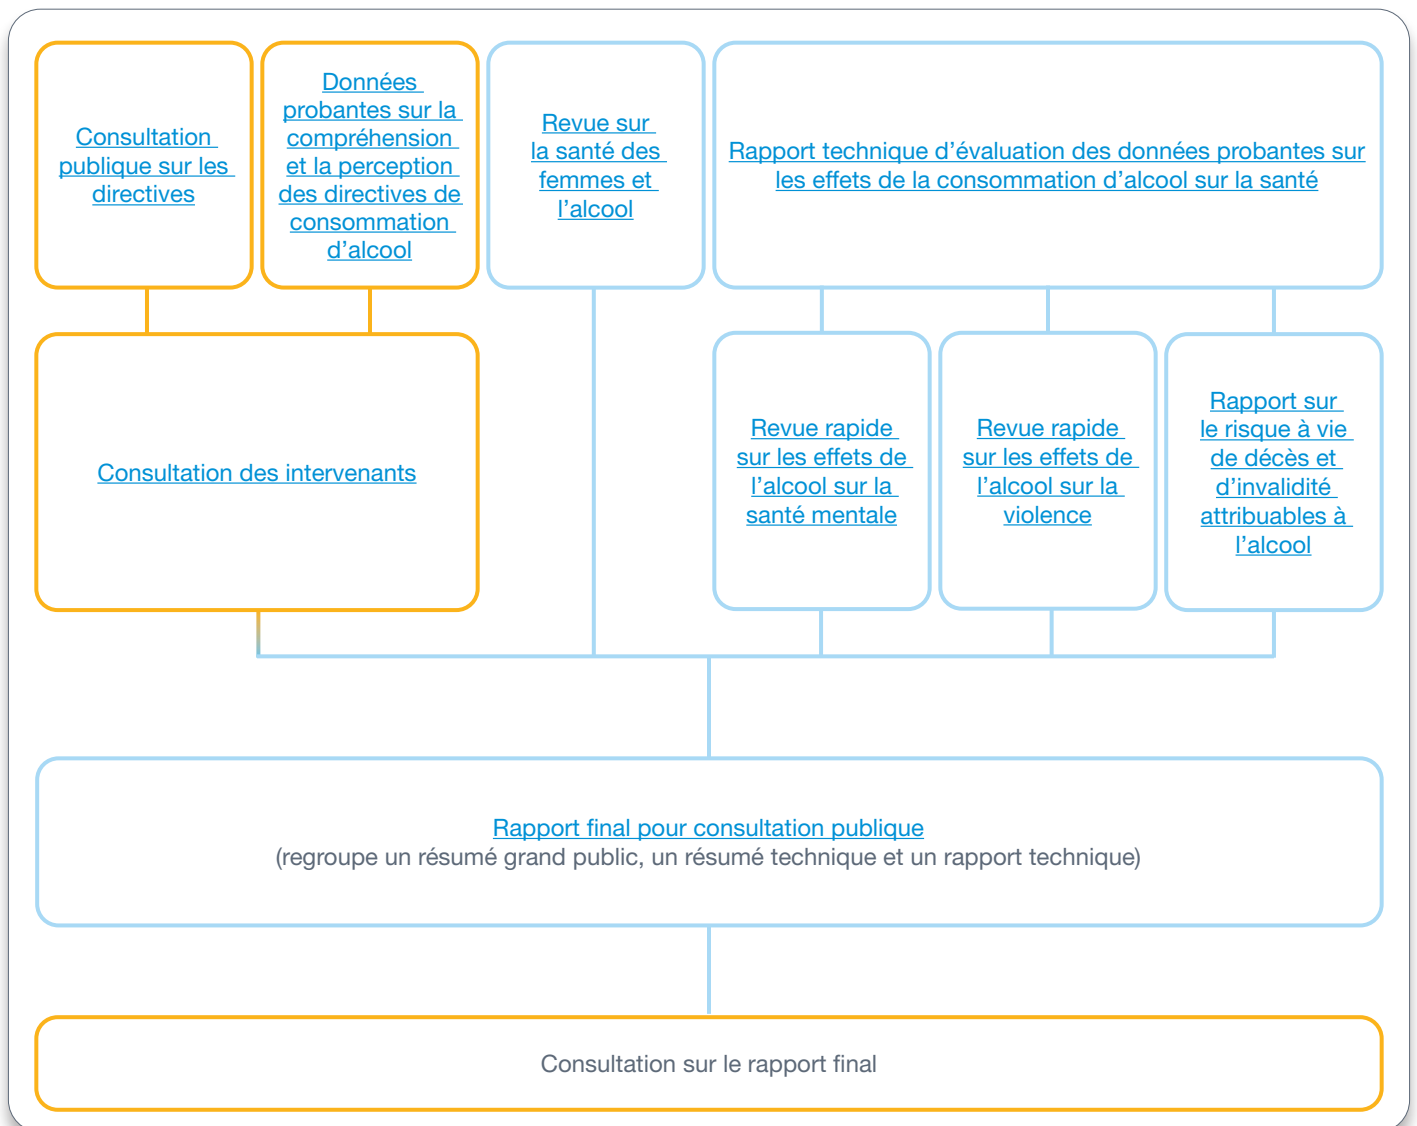 Consultation
publique sur les
directives
Données
probantes sur la
compréhension
et la perception
des directives de
consommation
d’alcool
Revue sur
la santé des
femmes et
l’alcool
Rapport technique d’évaluation des données probantes sur
les effets de la consommation d’alcool sur la santé
Consultation des intervenants
Revue rapide
sur les effets de
l’alcool sur la
santé mentale
Revue rapide
sur les effets de
l’alcool sur la
violence
Rapport sur
le risque à vie
de décès et
d’invalidité
attribuables à
l’alcool
Rapport final pour consultation publique
(regroupe un résumé grand public, un résumé technique et un rapport technique)
Consultation sur le rapport final